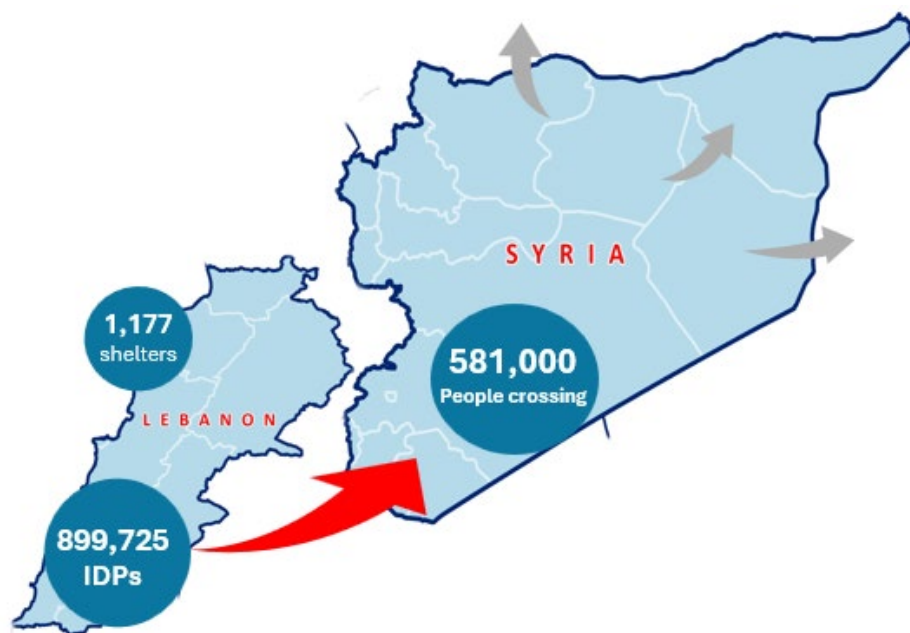 SYRIA
1,177
shelters
581,000
People crossing
LEBANON
899,725
IDPs